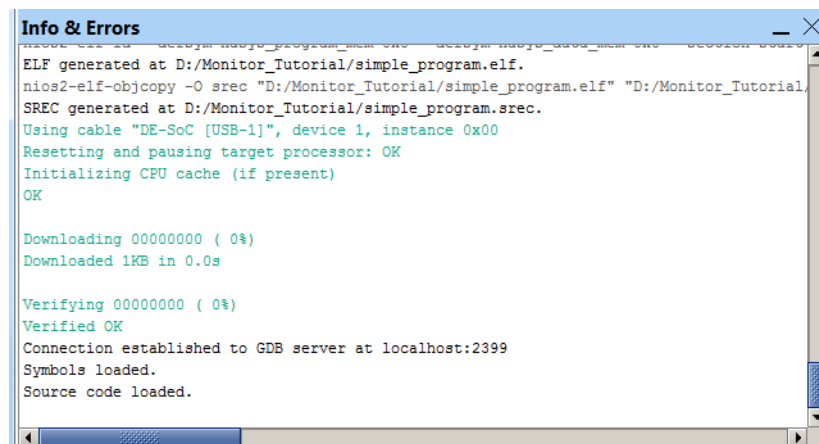 Info & Errors
ELF generated at D:/Monitor_Tutorial/simple_program.elf.
nios2-elf-objcopy -O srec "D:/Monitor_Tutorial/simple_program.elf" "D:/Monitor_Tutorial/
SREC generated at D:/Monitor_Tutorial/simple_program.srec.
Using cable "DE-SoC [USB-1]", device 1, instance 0x00
Resetting and pausing target processor: OK
Initializing CPU cache (if present)
OK
Downloading 00000000 ( 0%)
Downloaded 1KB in 0.0s
Verifying 00000000 ( 0%)
Verified OK
Connection established to GDB server at localhost:2399
Symbols loaded.
Source code loaded.